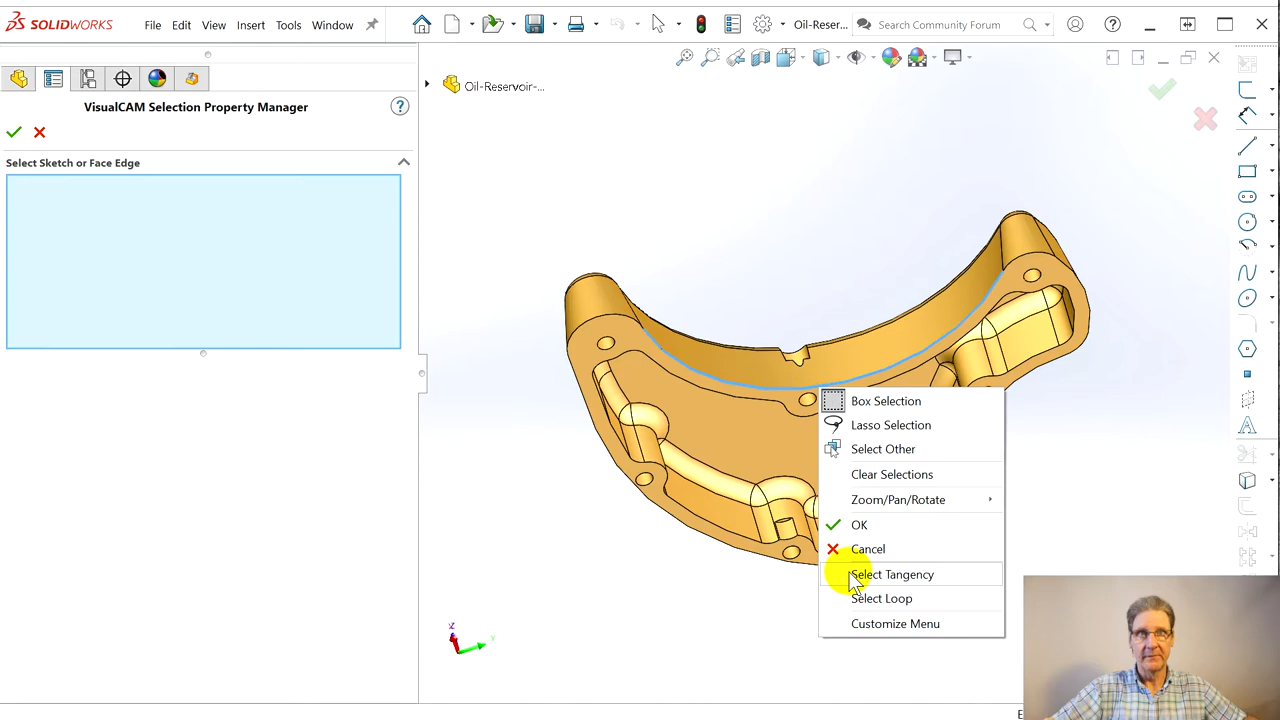 SOLIDWORKS File Edit View Insert Tools Window Oil-Reser... Search Community Forum
Oil-Reservoir-...
VisualCAM Selection Property Manager
Select Sketch or Face Edge
Box Selection
Lasso Selection
Select Other
Clear Selections
Zoom/Pan/Rotate
OK
Cancel
Select Tangency
Select Loop
Customize Menu
Z
Y
E